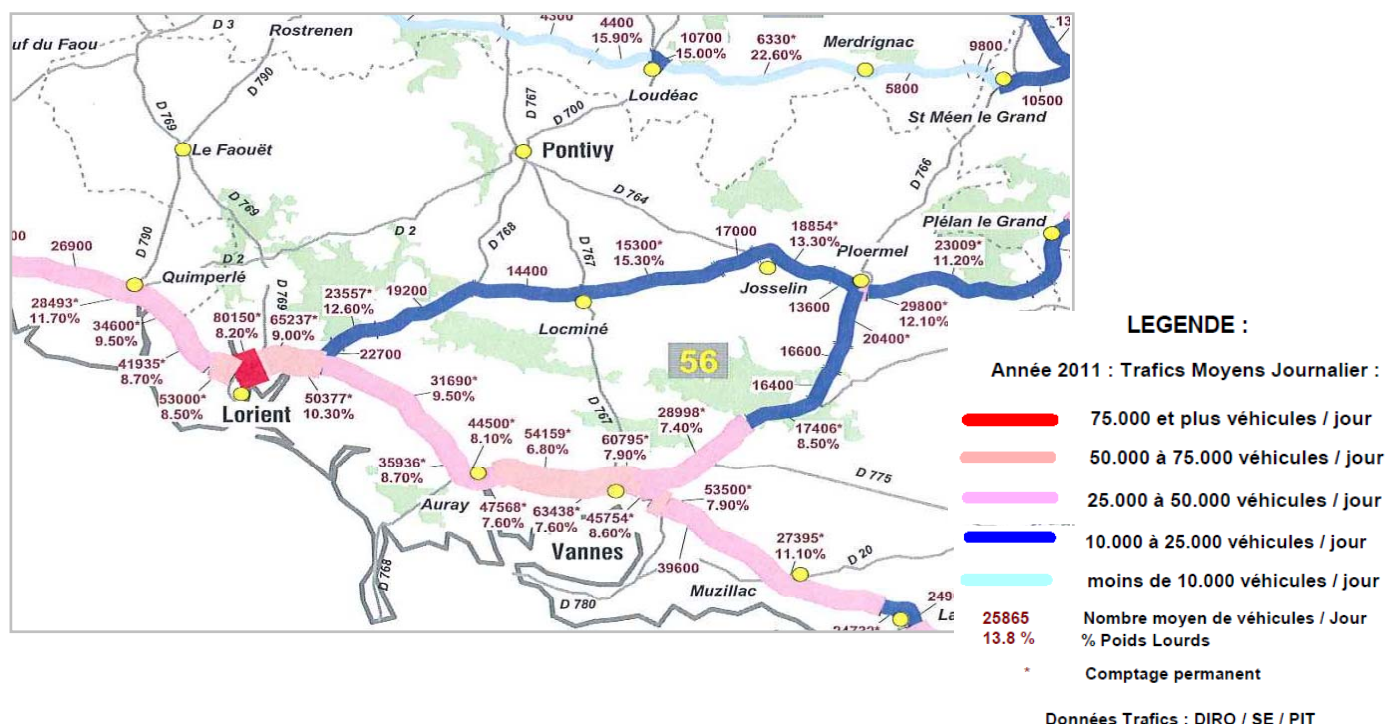 D 3
Rostrenen
4300
4400
15.90%
10700
15.00%
6330*
22.60%
Merdrignac
9800
13
uf du Faou
D 790
D 767
D 700
Loudéac
5800
10500
St Méen le Grand
D 769
Le Faouët
Pontivy
D 766
D 769
D 764
Plélan le Grand
00
26900
D 790
D 2
D 2
D 768
D 767
15300*
15.30%
17000
18854*
13.30%
Ploermel
23009*
11.20%
Quimperlé
14400
Josselin
28493*
11.70%
D 769
23557*
12.60%
19200
13600
29800*
12.10%
34600*
9.50%
80150*
8.20%
65237*
9.00%
Locminé
20400*
41935*
8.70%
22700
16600
56
53000*
8.50%
Lorient
50377*
10.30%
31690*
9.50%
16400
D 767
28998*
7.40%
17406*
8.50%
44500*
8.10%
54159*
6.80%
60795*
7.90%
35936*
8.70%
D 775
Auray
47568*
7.60%
63438*
7.60%
45754*
8.60%
53500*
7.90%
Vannes
27395*
11.10%
D 20
39600
D 768
Muzillac
D 780
249
La
24732*
LEGENDE :
Année 2011 : Trafics Moyens Journalier :
75.000 et plus véhicules / jour
50.000 à 75.000 véhicules / jour
25.000 à 50.000 véhicules / jour
10.000 à 25.000 véhicules / jour
moins de 10.000 véhicules / jour
25865 Nombre moyen de véhicules / Jour
13.8 % % Poids Lourds
* Comptage permanent
Données Trafics : DIRO / SE / PIT